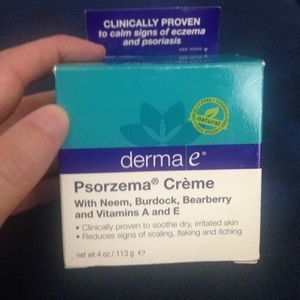 CLINICALLY PROVEN
to calm signs of eczema
and psoriasis
see more
natural
derma e®
Psorzema® Crème
With Neem, Burdock, Bearberry
and Vitamins A and E
• Clinically proven to soothe dry, irritated skin
• Reduces signs of scaling, flaking and itching
net wt 4 oz / 113 g e